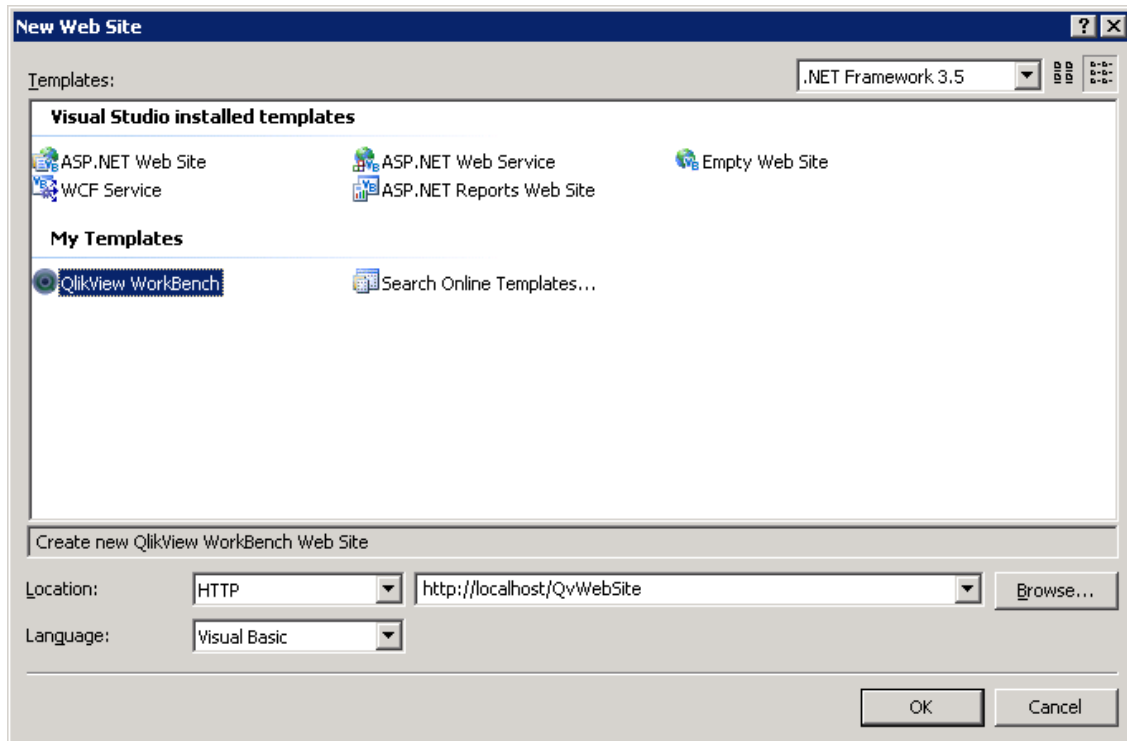 New Web Site
Templates:
.NET Framework 3.5
Visual Studio installed templates
ASP.NET Web Site
ASP.NET Web Service
Empty Web Site
WCF Service
ASP.NET Reports Web Site
My Templates
QlikView WorkBench
Search Online Templates...
Create new QlikView WorkBench Web Site
Location:
HTTP
http://localhost/QvWebSite
Browse...
Language:
Visual Basic
OK
Cancel